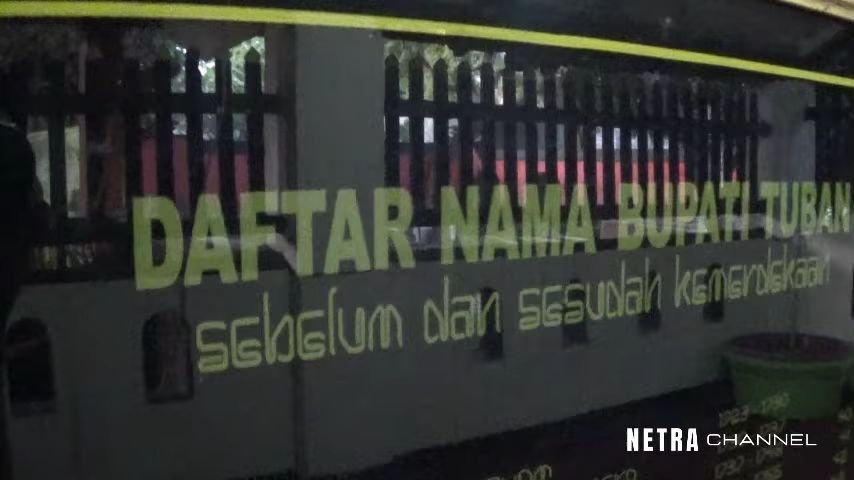 DAFTAR NAMA BUPATI TUBAN
sebelum dan sesudah kemerdekaan
NETRA CHANNEL